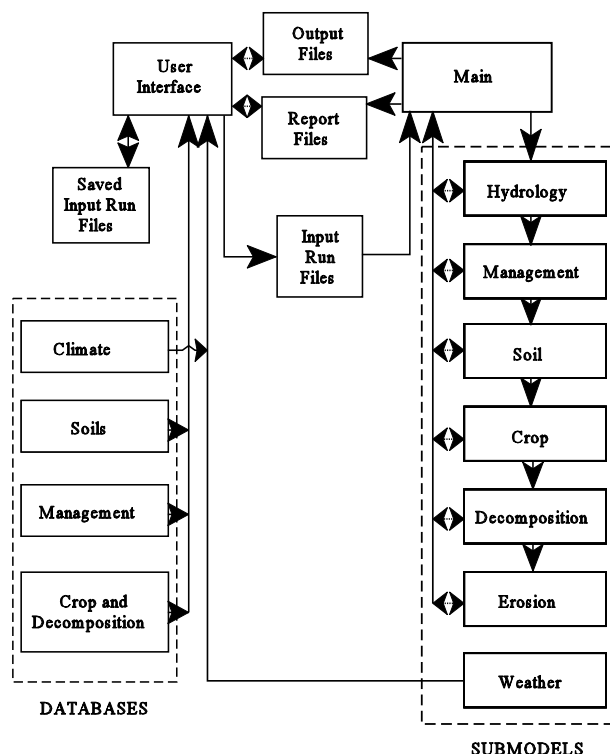 Output
Files
User
Interface
Main
Report
Files
Saved
Input Run
Files
Input
Run
Files
Hydrology
Management
Soil
Crop
Decomposition
Erosion
Weather
Climate
Soils
Management
Crop and
Decomposition
DATABASES
SUBMODELS